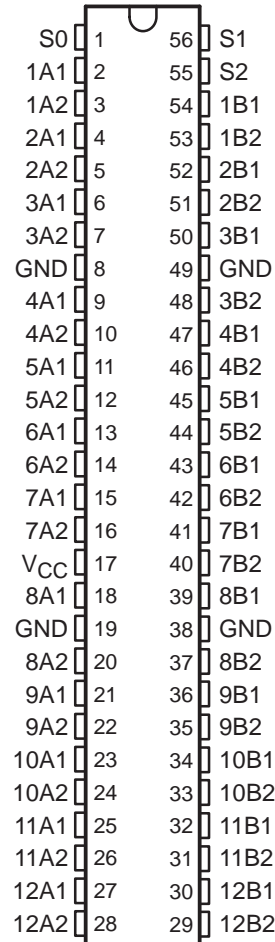 S0 1 56 S1
1A1 2 55 S2
1A2 3 54 1B1
2A1 4 53 1B2
2A2 5 52 2B1
3A1 6 51 2B2
3A2 7 50 3B1
GND 8 49 GND
4A1 9 48 3B2
4A2 10 47 4B1
5A1 11 46 4B2
5A2 12 45 5B1
6A1 13 44 5B2
6A2 14 43 6B1
7A1 15 42 6B2
7A2 16 41 7B1
VCC 17 40 7B2
8A1 18 39 8B1
GND 19 38 GND
8A2 20 37 8B2
9A1 21 36 9B1
9A2 22 35 9B2
10A1 23 34 10B1
10A2 24 33 10B2
11A1 25 32 11B1
11A2 26 31 11B2
12A1 27 30 12B1
12A2 28 29 12B2